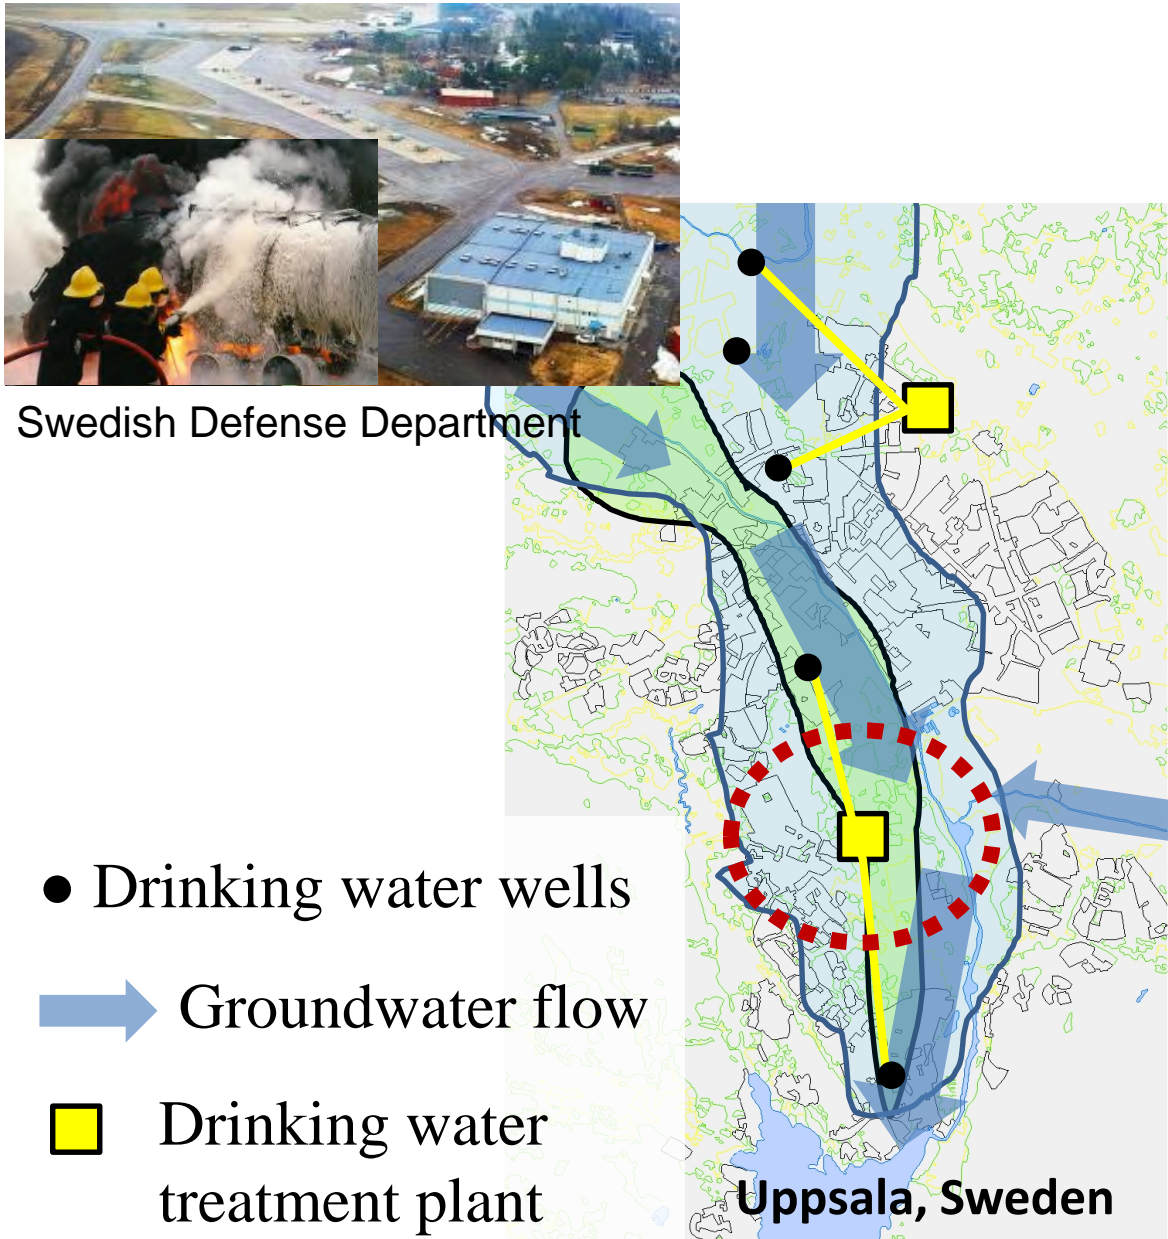 Swedish Defense Department
Drinking water wells
Groundwater flow
Drinking water
treatment plant
Uppsala, Sweden